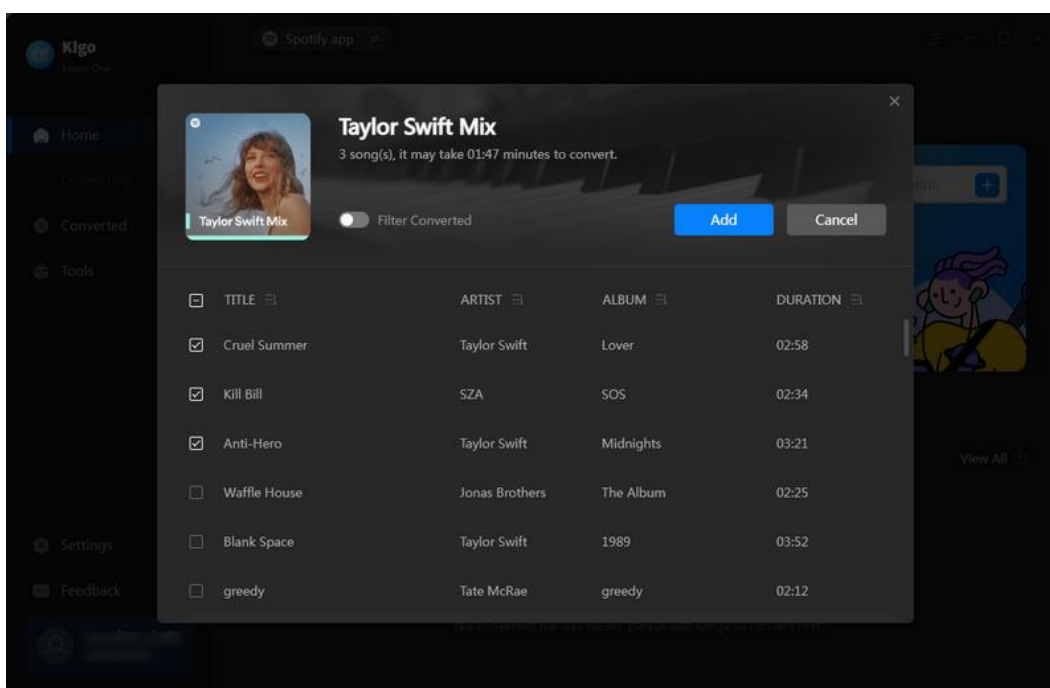 KIgo
Music One
Spotify app
Home
Converting
Converted
Tools
Settings
Feedback
Taylor Swift Mix
Taylor Swift Mix
3 song(s), it may take 01:47 minutes to convert.
Filter Converted
Add
Cancel
TITLE ARTIST ALBUM DURATION
Cruel Summer Taylor Swift Lover 02:58
Kill Bill SZA SOS 02:34
Anti-Hero Taylor Swift Midnights 03:21
Waffle House Jonas Brothers The Album 02:25
Blank Space Taylor Swift 1989 03:52
greedy Tate McRae greedy 02:12
View All